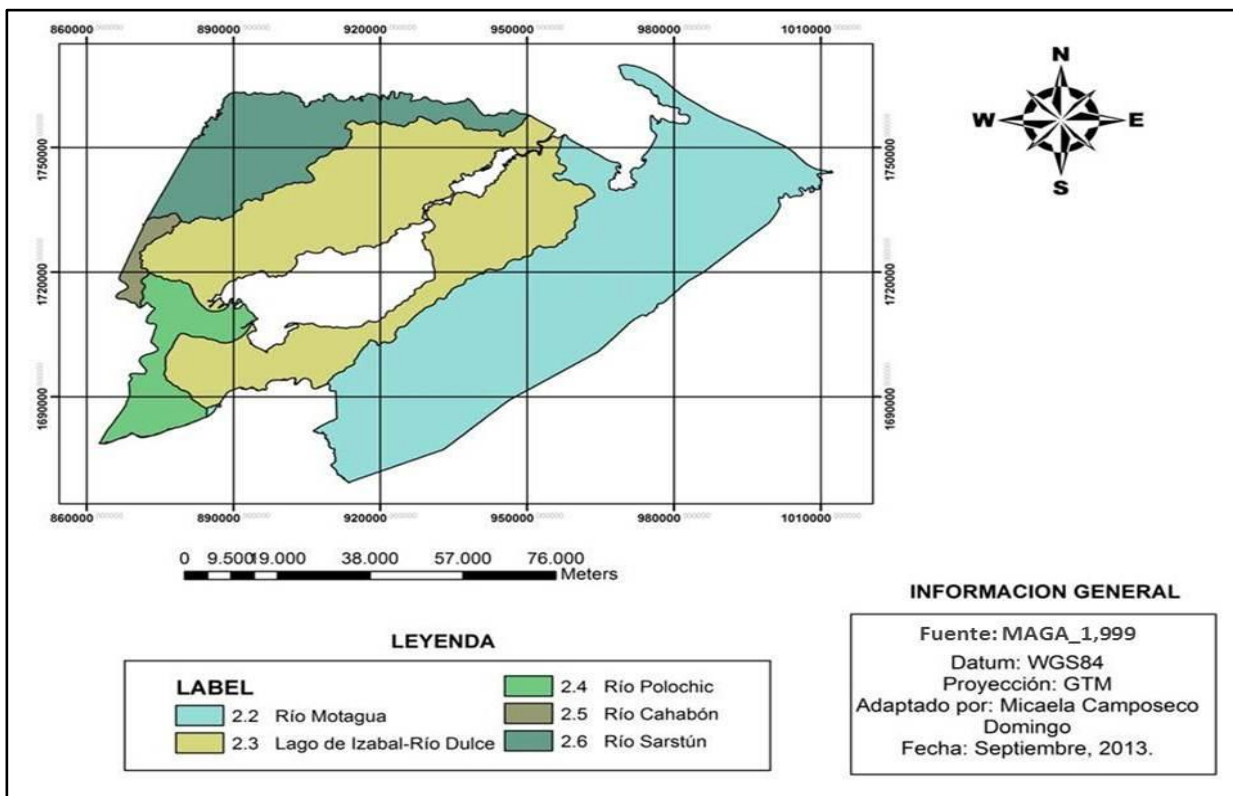 860000 890000 920000 950000 980000 1010000
1750000
1720000
1690000
1750000
1720000
1690000
860000 890000 920000 950000 980000 1010000
N
W E
S
0 9.500 19.000 38.000 57.000 76.000
Meters
LEYENDA
LABEL
2.2 Río Motagua
2.3 Lago de Izabal-Río Dulce
2.4 Río Polochic
2.5 Río Cahabón
2.6 Río Sarstún
INFORMACION GENERAL
Fuente: MAGA_1,999
Datum: WGS84
Proyección: GTM
Adaptado por: Micaela Camposeco
Domingo
Fecha: Septiembre, 2013.